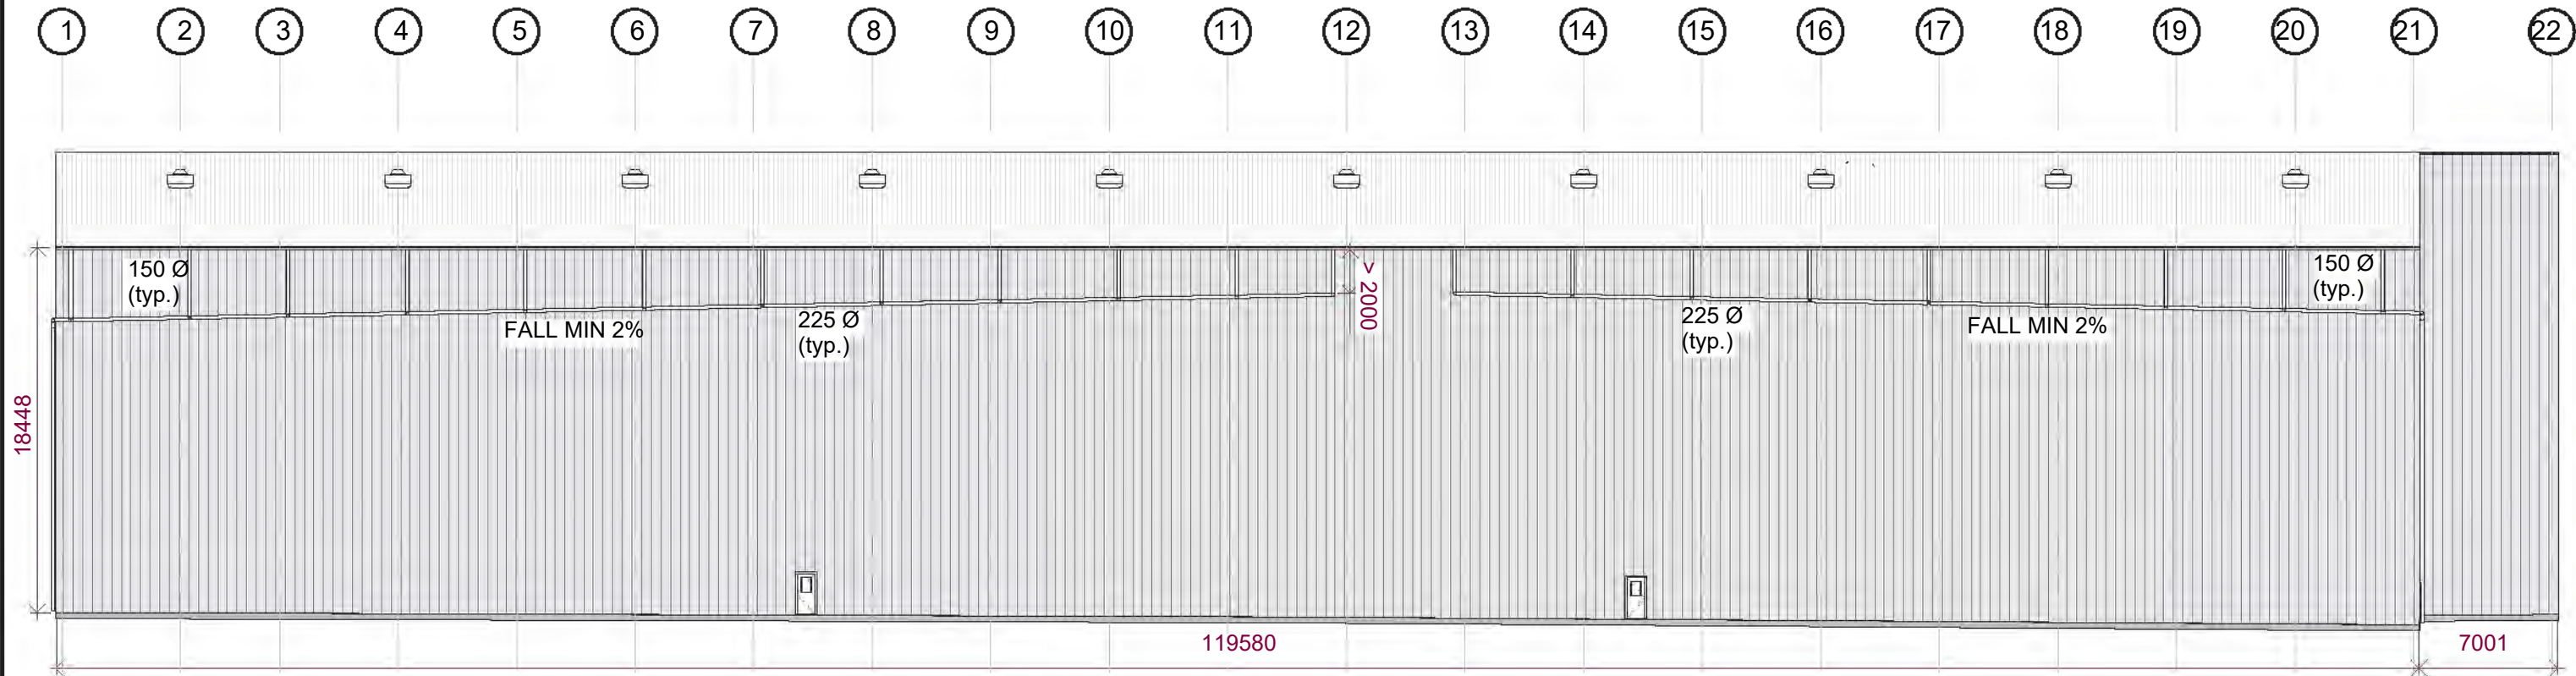 1 2 3 4 5 6 7 8 9 10 11 12 13 14 15 16 17 18 19 20 21 22
150 Ø
(typ.)
FALL MIN 2%
225 Ø
(typ.)
> 2000
225 Ø
(typ.)
FALL MIN 2%
150 Ø
(typ.)
18448
119580
7001